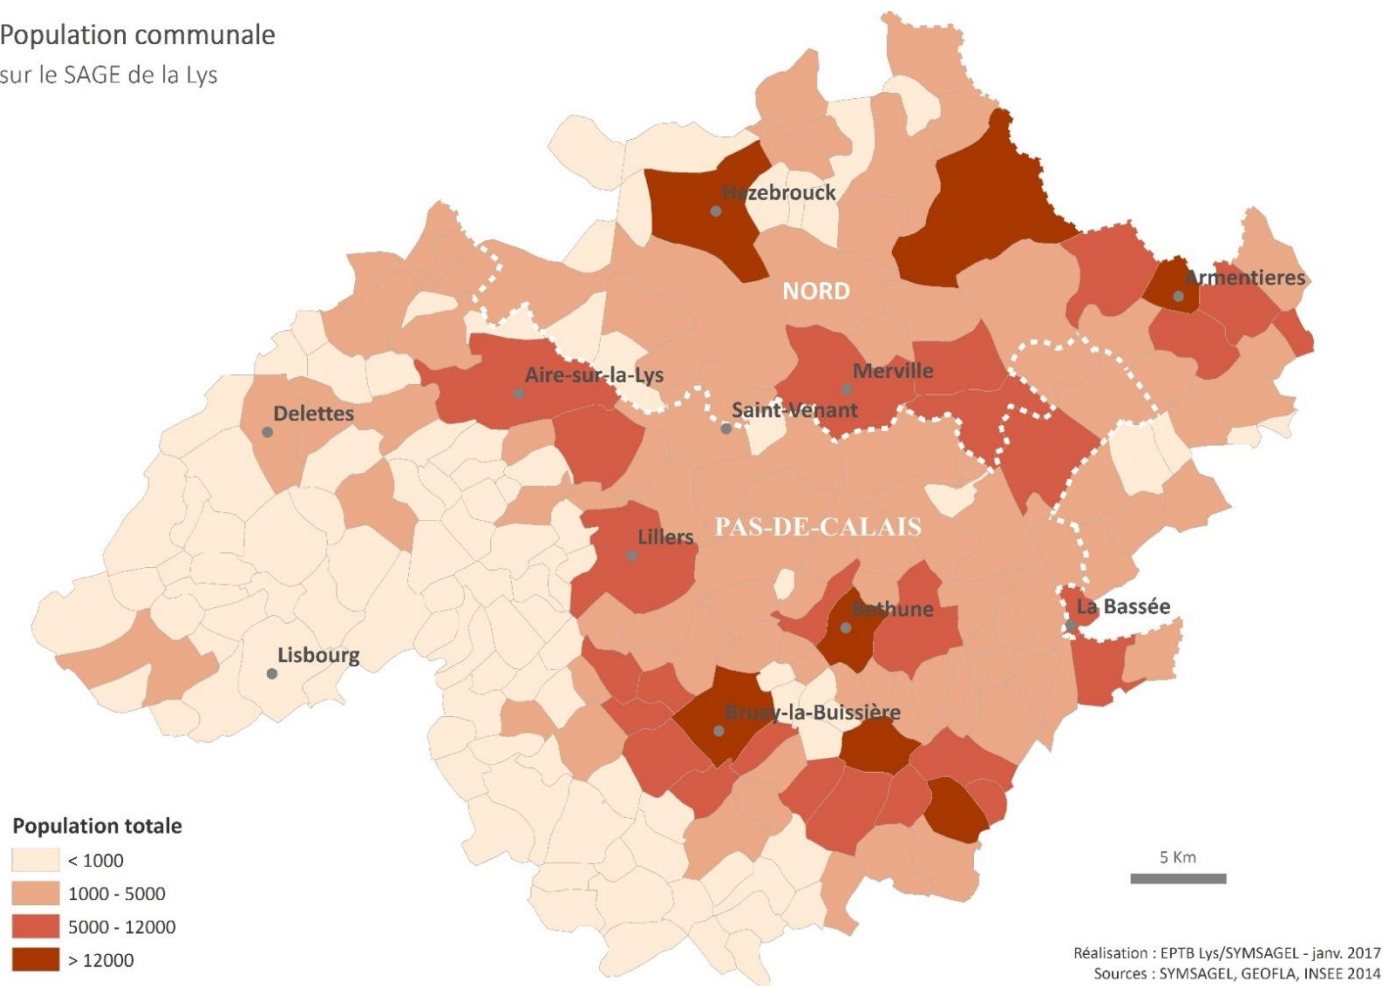 Population communale
sur le SAGE de la Lys
Hazebrouck
Armentieres
NORD
Aire-sur-la-Lys
Merville
Delettes
Saint-Venant
PAS-DE-CALAIS
Lillers
Bethune
La Bassée
Lisbourg
Bruay-la-Buissière
Population totale
< 1000
1000 - 5000
5000 - 12000
> 12000
5 Km
Réalisation : EPTB Lys/SYMSAGEL - janv. 2017
Sources : SYMSAGEL, GEOFLA, INSEE 2014